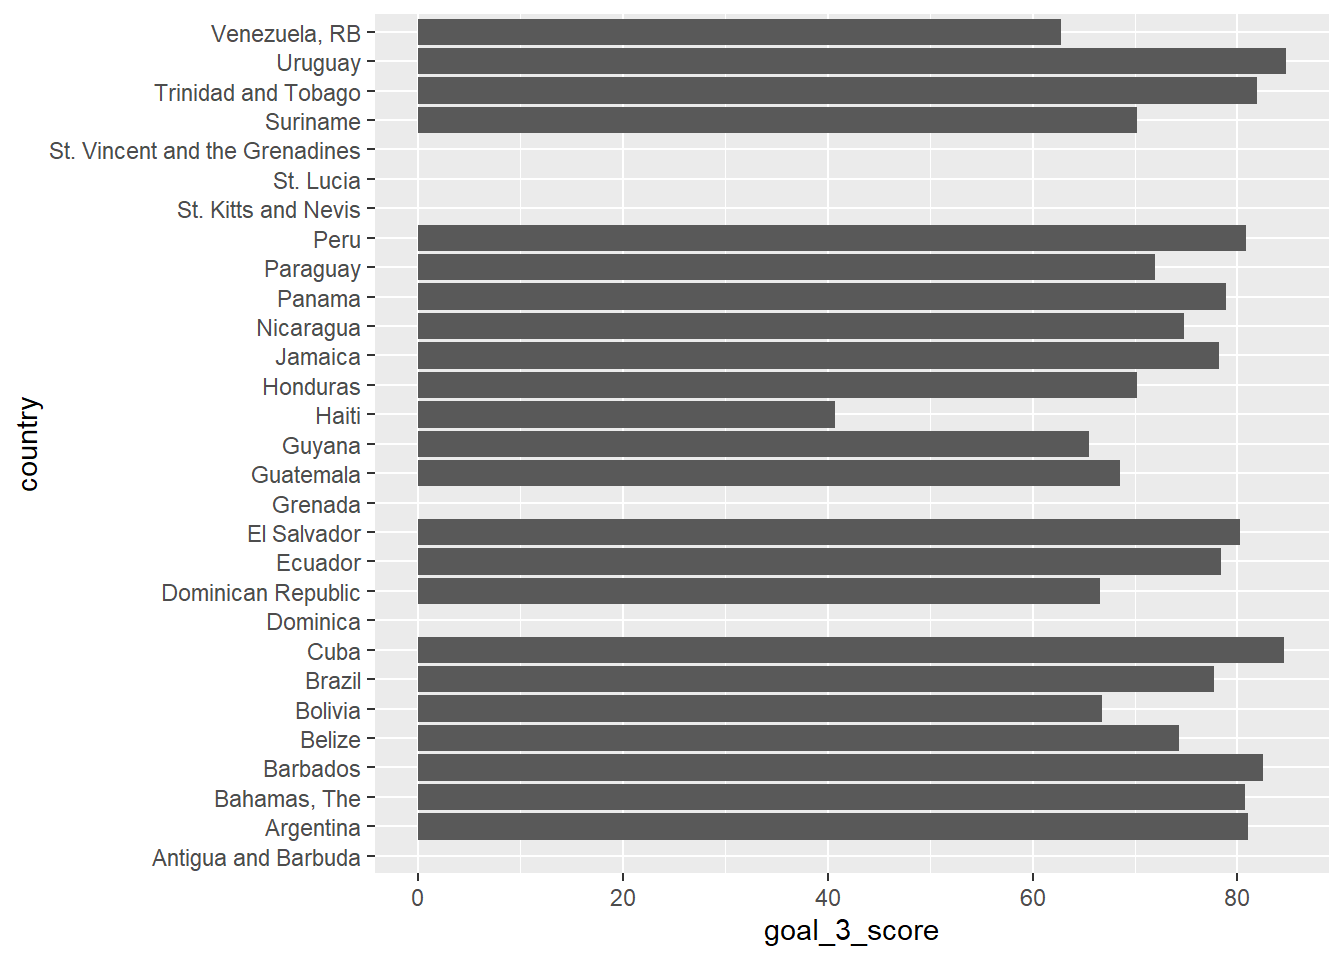 Venezuela, RB
Uruguay
Trinidad and Tobago
Suriname
St. Vincent and the Grenadines
St. Lucia
St. Kitts and Nevis
Peru
Paraguay
Panama
Nicaragua
Jamaica
Honduras
Haiti
Guyana
Guatemala
Grenada
El Salvador
Ecuador
Dominican Republic
Dominica
Cuba
Brazil
Bolivia
Belize
Barbados
Bahamas, The
Argentina
Antigua and Barbuda
country
0 20 40 60 80
goal_3_score